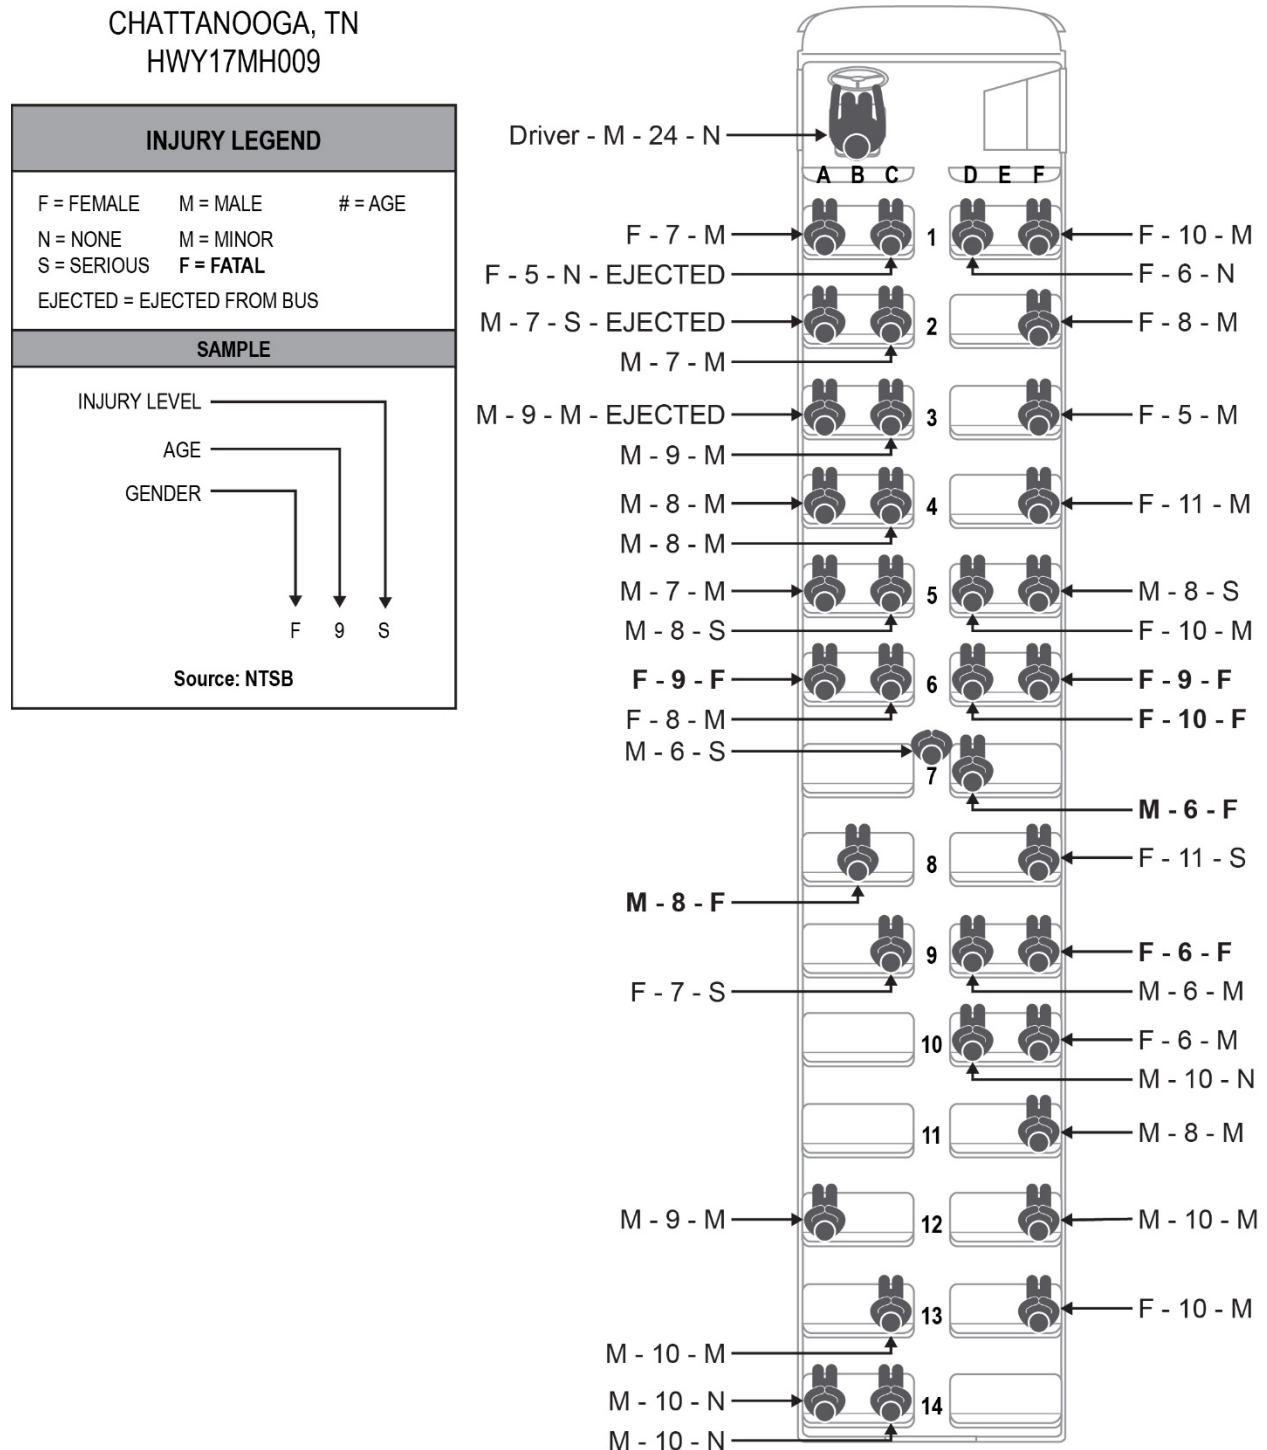 CHATTANOOGA, TN
HWY17MH009
INJURY LEGEND
F = FEMALE M = MALE # = AGE
N = NONE M = MINOR
S = SERIOUS F = FATAL
EJECTED = EJECTED FROM BUS
SAMPLE
INJURY LEVEL
AGE
GENDER
F 9 S
Source: NTSB
Driver - M - 24 - N
A B C D E F
F - 7 - M 1 F - 10 - M
F - 5 - N - EJECTED F - 6 - N
M - 7 - S - EJECTED 2 F - 8 - M
M - 7 - M
M - 9 - M - EJECTED 3 F - 5 - M
M - 9 - M
M - 8 - M 4 F - 11 - M
M - 8 - M
M - 7 - M 5 M - 8 - S
M - 8 - S F - 10 - M
F - 9 - F 6 F - 9 - F
F - 8 - M F - 10 - F
M - 6 - S 7
M - 6 - F
8 F - 11 - S
M - 8 - F
9 F - 6 - F
F - 7 - S M - 6 - M
10 F - 6 - M
M - 10 - N
11 M - 8 - M
M - 9 - M 12 M - 10 - M
13 F - 10 - M
M - 10 - M
M - 10 - N 14
M - 10 - N